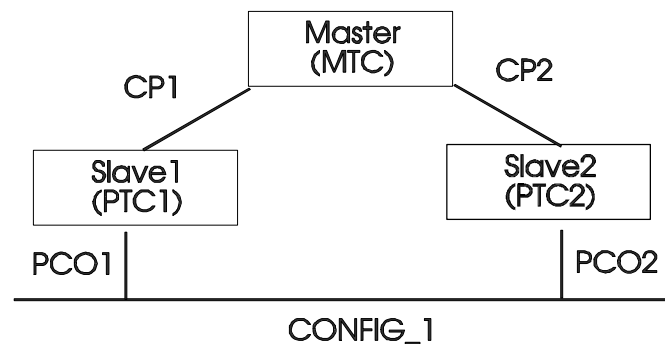 Master
(MTC)
CP1
CP2
Slave1
(PTC1)
Slave2
(PTC2)
PCO1
PCO2
CONFIG_1